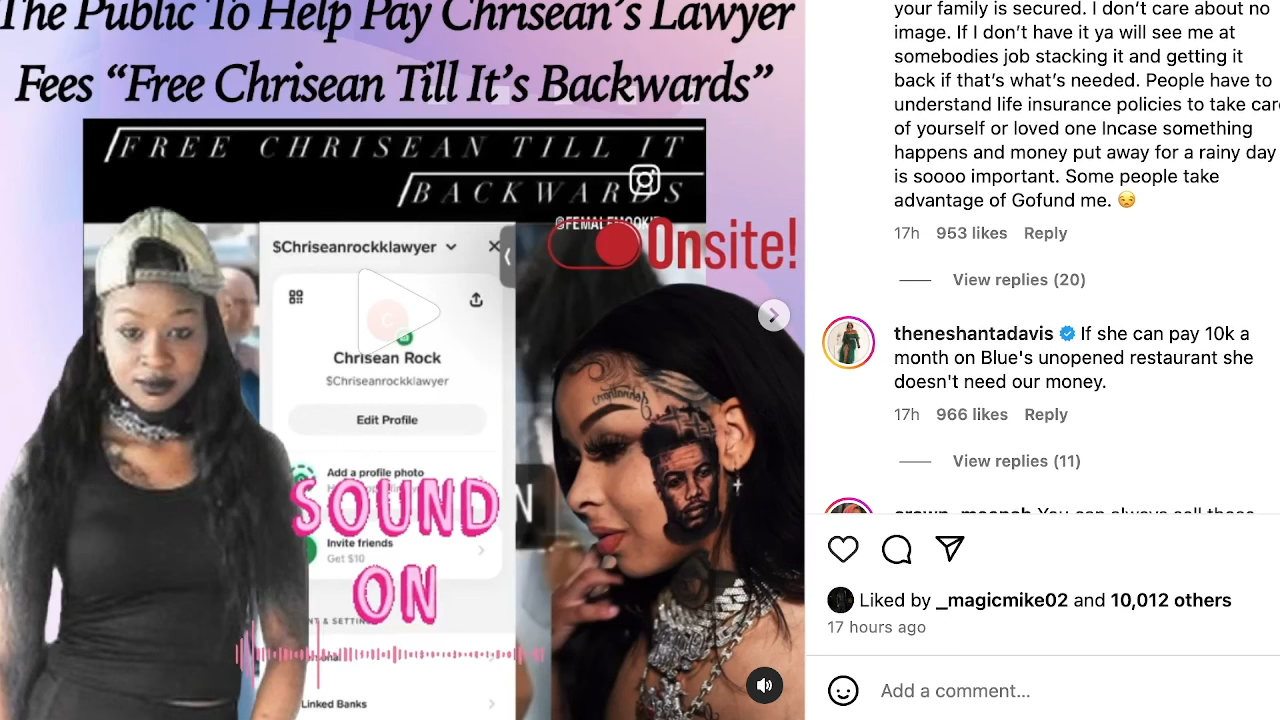 The Public To Help Pay Chrisean’s Lawyer
Fees “Free Chrisean Till It’s Backwards”
FREE CHRISEAN TILL IT
BACKWARDS
Onsite!
$Chriseanrockklawyer
C
Chrisean Rock
$Chriseanrockklawyer
Edit Profile
Add a profile photo
SOUND
ON
N
Invite friends
Get $10
Linked Banks
your family is secured. I don’t care about no
image. If I don’t have it ya will see me at
somebodies job stacking it and getting it
back if that’s what’s needed. People have to
understand life insurance policies to take care
of yourself or loved one Incase something
happens and money put away for a rainy day
is soooo important. Some people take
advantage of Gofund me. 😒
17h 953 likes Reply
View replies (20)
theneshantadavis If she can pay 10k a
month on Blue's unopened restaurant she
doesn't need our money.
17h 966 likes Reply
View replies (11)
Liked by _magicmike02 and 10,012 others
17 hours ago
Add a comment...